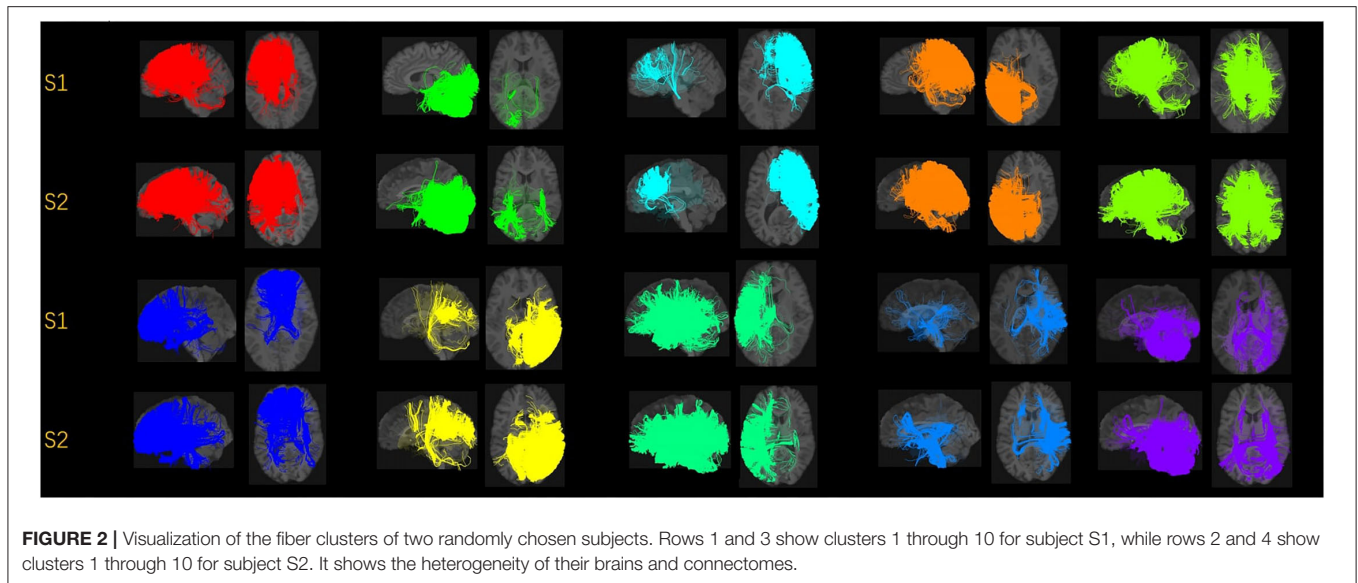 S1
S2
S1
S2
FIGURE 2 | Visualization of the fiber clusters of two randomly chosen subjects. Rows 1 and 3 show clusters 1 through 10 for subject S1, while rows 2 and 4 show
clusters 1 through 10 for subject S2. It shows the heterogeneity of their brains and connectomes.